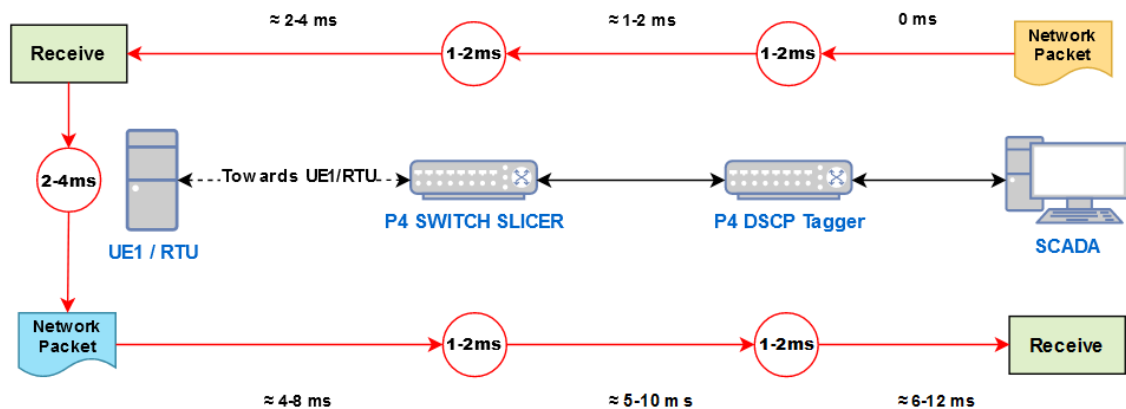 ≈ 2-4 ms
≈ 1-2 ms
0 ms
Receive
1-2ms
1-2ms
Network
Packet
2-4ms
Towards UE1/RTU
UE1 / RTU
P4 SWITCH SLICER
P4 DSCP Tagger
SCADA
Network
Packet
1-2ms
1-2ms
Receive
≈ 4-8 ms
≈ 5-10 ms
≈ 6-12 ms